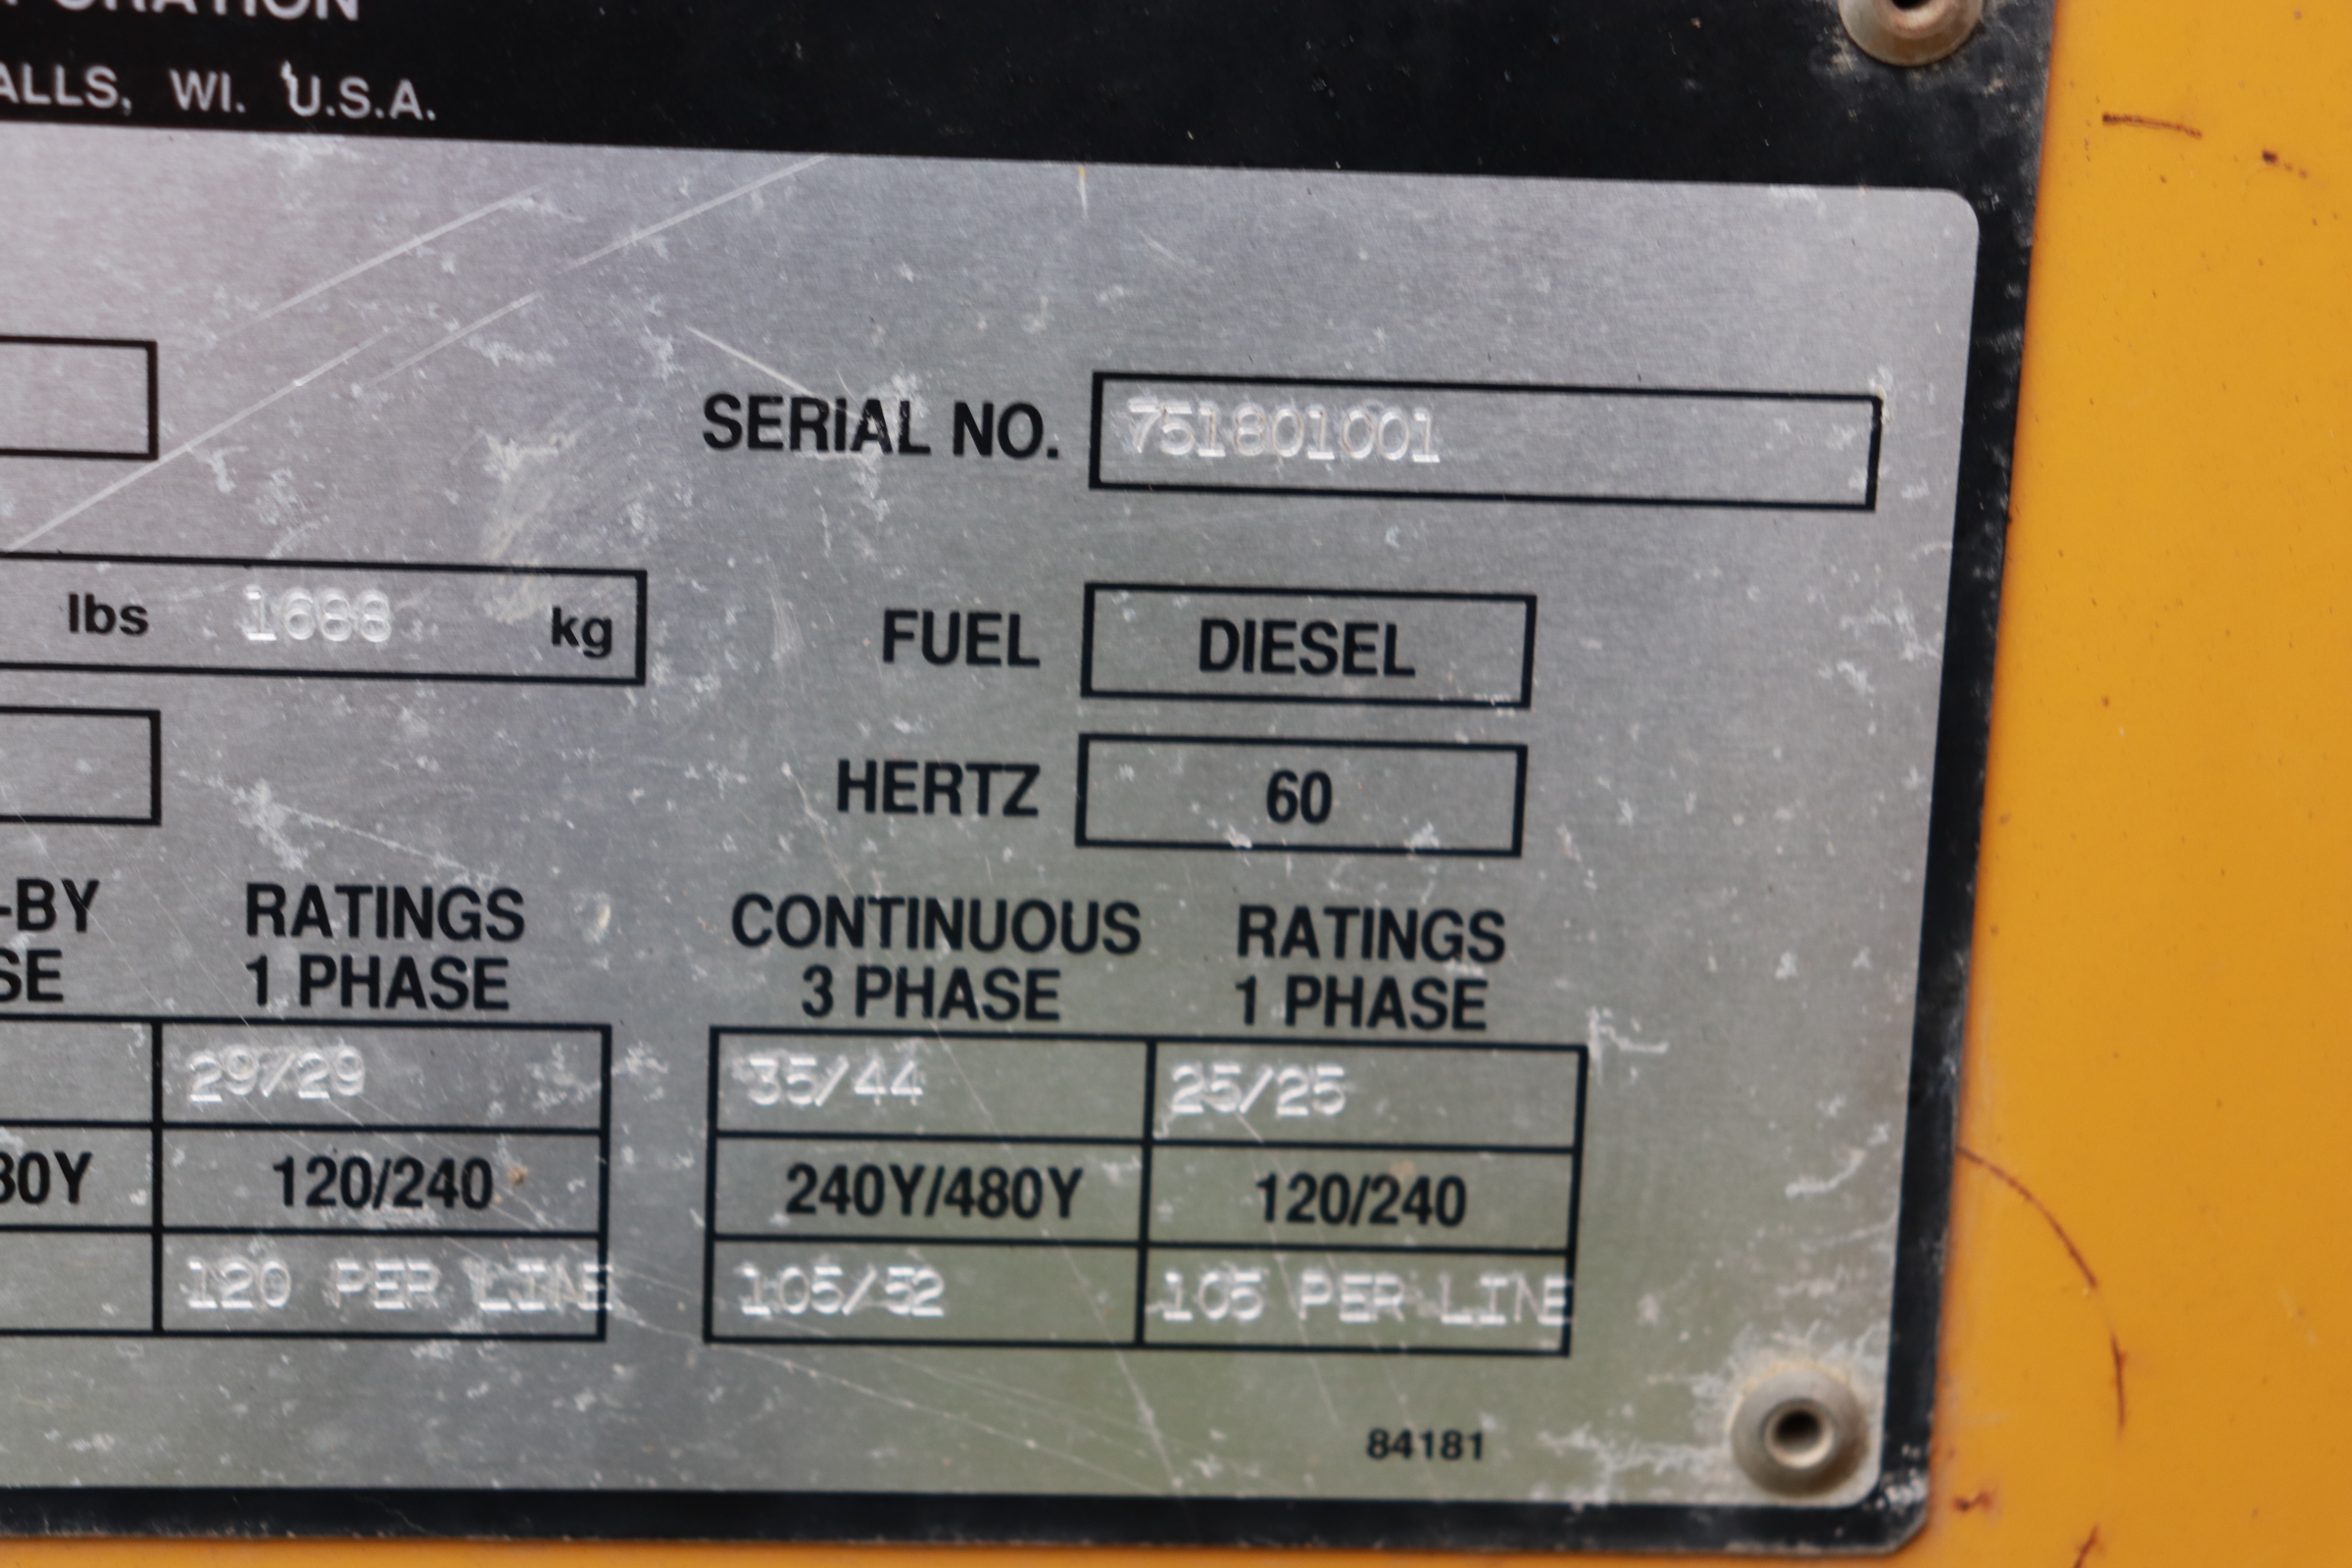 PORATION
ALLS, WI. U.S.A.
SERIAL NO. 751801001
lbs 1688 kg
FUEL DIESEL
HERTZ 60
-BY RATINGS CONTINUOUS RATINGS
SE 1 PHASE 3 PHASE 1 PHASE
29/29 35/44 25/25
80Y 120/240 240Y/480Y 120/240
120 PER LINE 105/52 105 PER LINE
84181